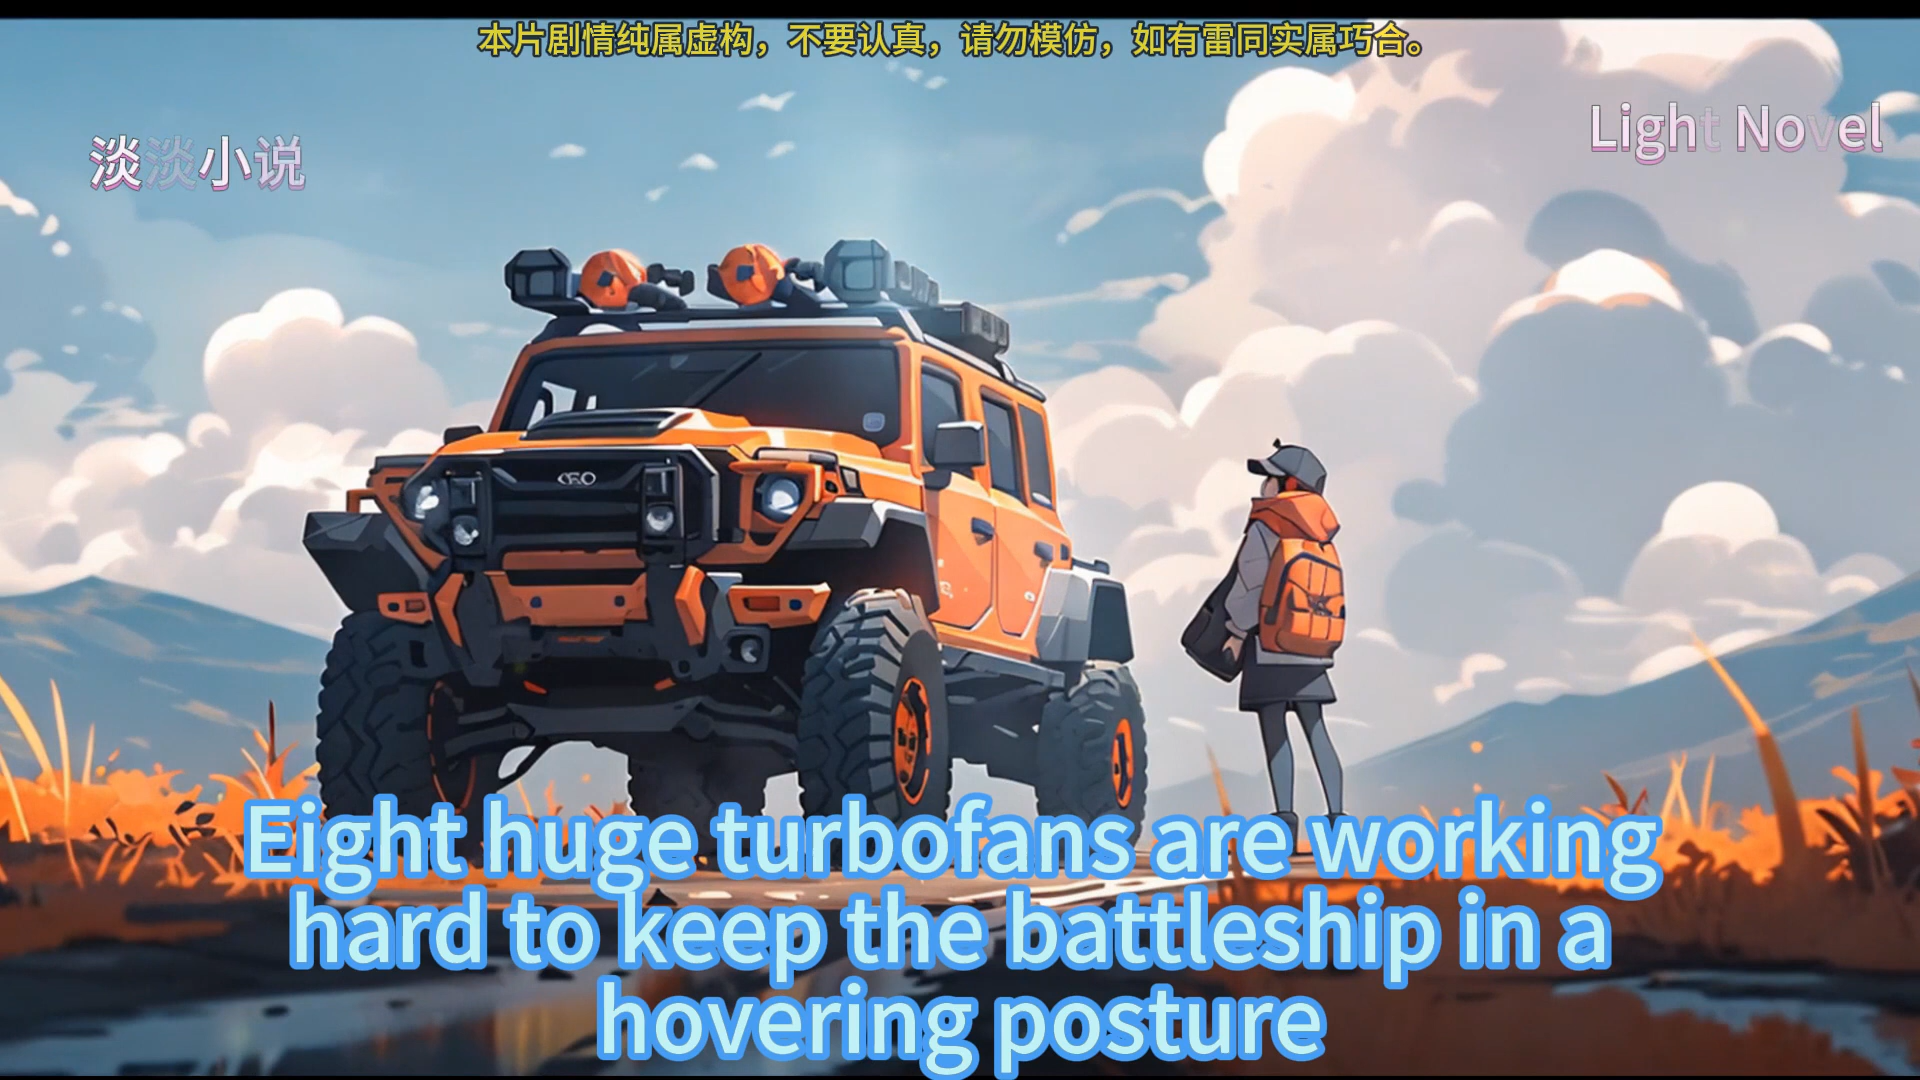 本片剧情纯属虚构，不要认真，请勿模仿，如有雷同实属巧合。
淡淡小说
Light Novel
Eight huge turbofans are working
hard to keep the battleship in a
hovering posture